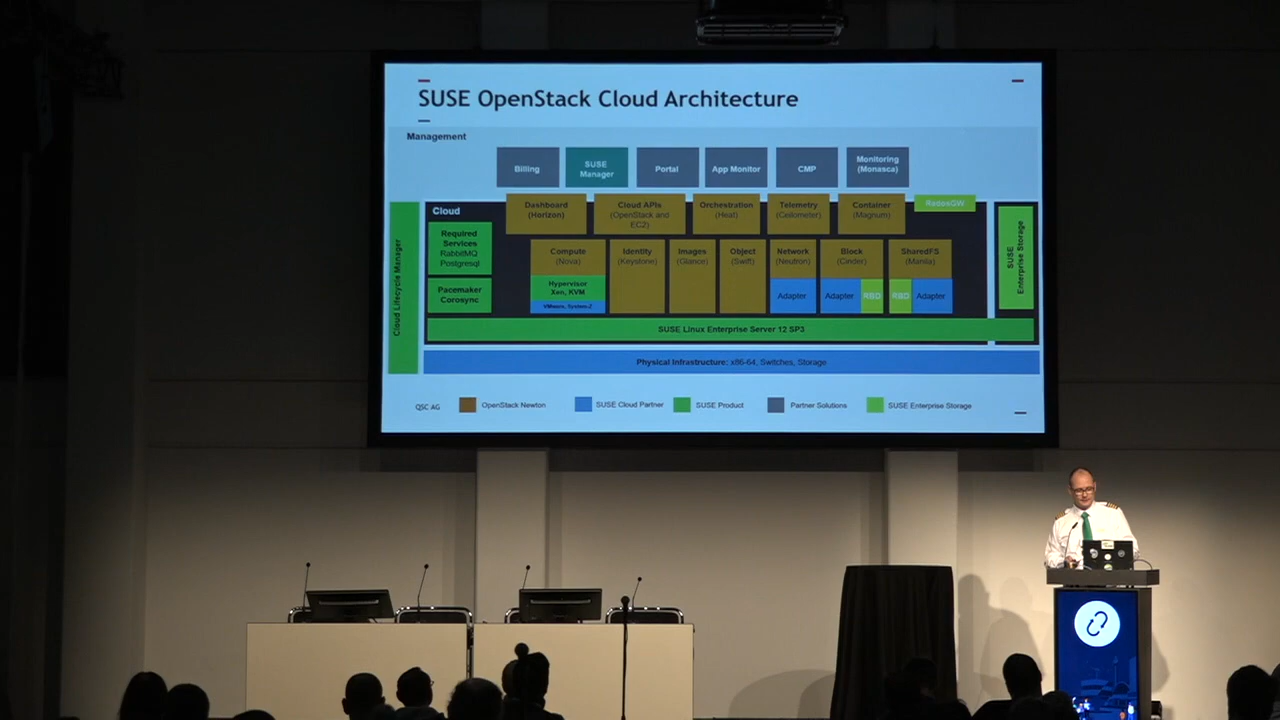 SUSE OpenStack Cloud Architecture
Management
Billing
SUSE
Manager
Portal
App Monitor
CMP
Monitoring
(Monasca)
Cloud Lifecycle Manager
Cloud
Required
Services
RabbitMQ
Postgresql
Pacemaker
Corosync
Dashboard
(Horizon)
Cloud APIs
(OpenStack and
EC2)
Orchestration
(Heat)
Telemetry
(Ceilometer)
Container
(Magnum)
RadosGW
Compute
(Nova)
Hypervisor
Xen, KVM
VMware, System Z
Identity
(Keystone)
Images
(Glance)
Object
(Swift)
Network
(Neutron)
Adapter
Block
(Cinder)
Adapter
RBD
SharedFS
(Manila)
RBD
Adapter
SUSE
Enterprise Storage
SUSE Linux Enterprise Server 12 SP3
Physical Infrastructure: x86-64, Switches, Storage
QSC AG
OpenStack Newton
SUSE Cloud Partner
SUSE Product
Partner Solutions
SUSE Enterprise Storage